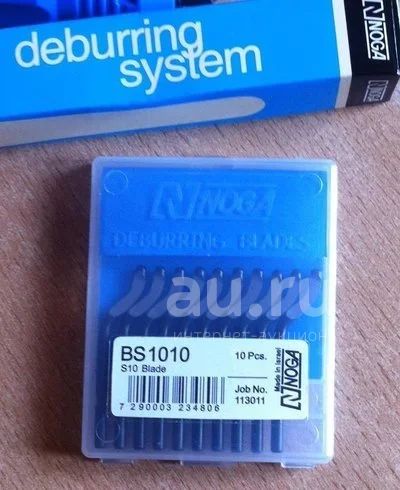 deburring
system
NOGA
NOGA
DEBURRING BLADES
au.ru
интернет-аукцион
BS1010
10 Pcs.
S10 Blade
Job No.
113011
7 290003 234806
Made in Israel
NOGA